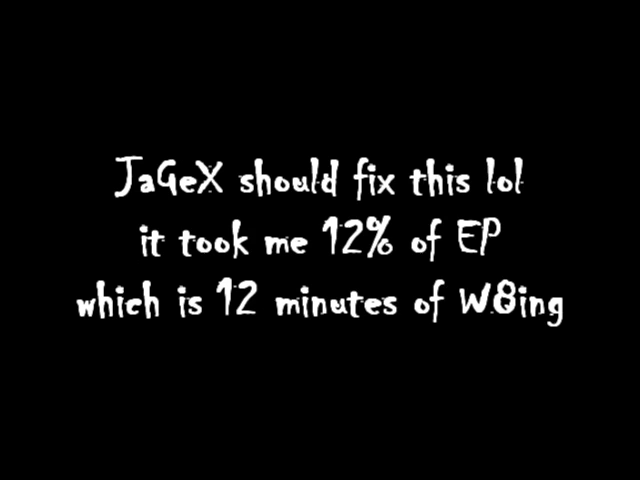 JaGeX should fix this lol
it took me 12% of EP
which is 12 minutes of W8ing